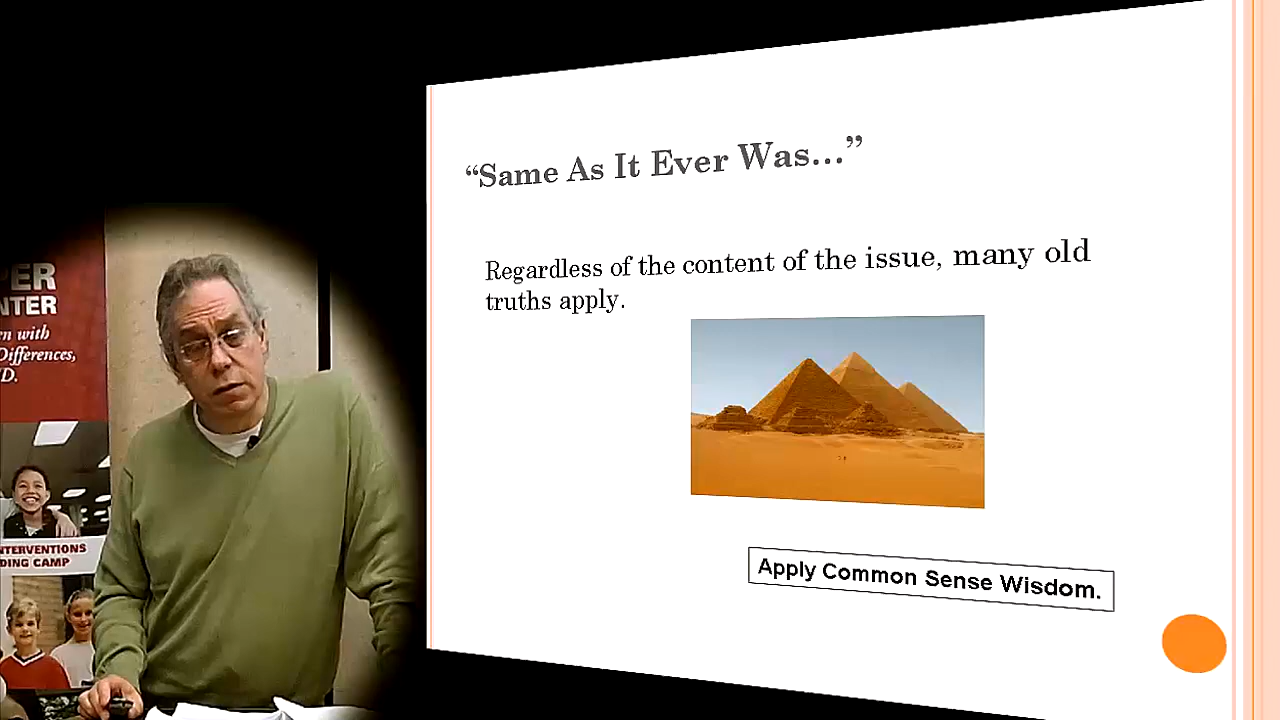 PER
NTER
n with
Differences,
D.
NTERVENTIONS
DING CAMP
“Same As It Ever Was...”
Regardless of the content of the issue, many old
truths apply.
Apply Common Sense Wisdom.